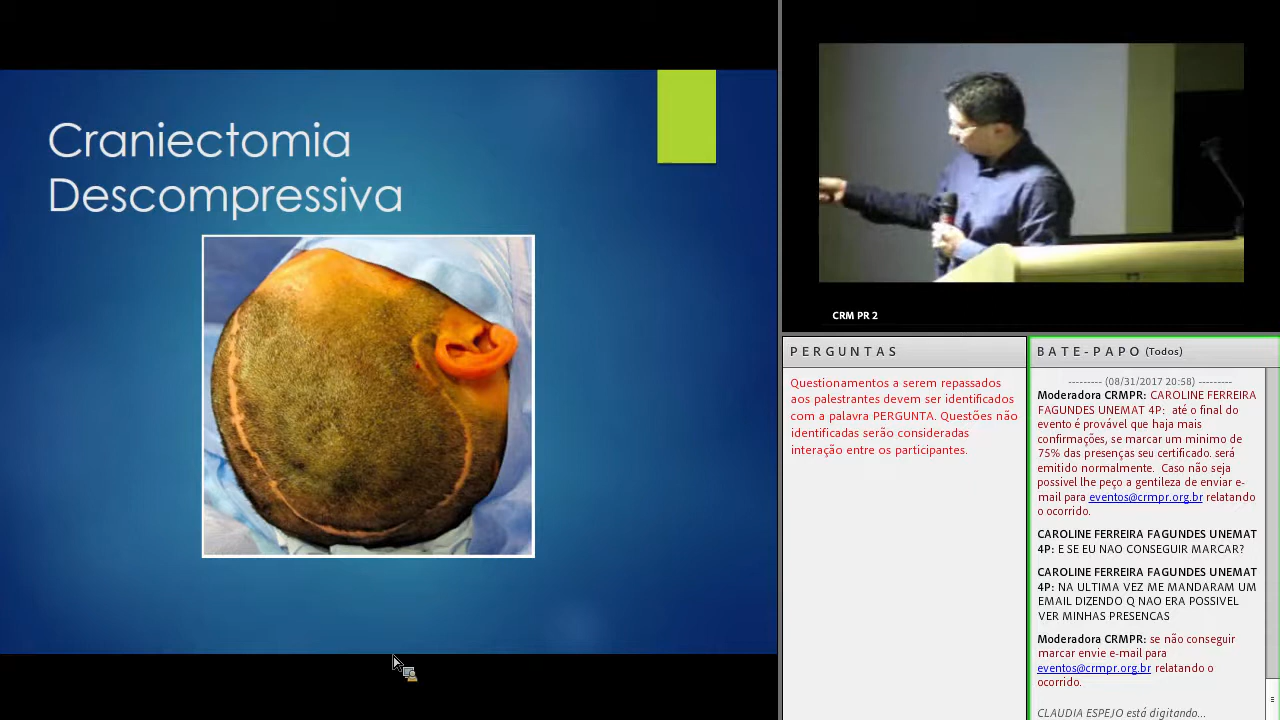 Craniectomia
Descompressiva
CRM PR 2
PERGUNTAS
Questionamentos a serem repassados
aos palestrantes devem ser identificados
com a palavra PERGUNTA. Questões não
identificadas serão consideradas
interação entre os participantes.
BATE-PAPO (Todos)
--------- (08/31/2017 20:58) ---------
Moderadora CRMPR: CAROLINE FERREIRA
FAGUNDES UNEMAT 4P: até o final do
evento é provável que haja mais
confirmações, se marcar um minimo de
75% das presenças seu certificado. será
emitido normalmente. Caso não seja
possivel lhe peço a gentileza de enviar e-
mail para eventos@crmpr.org.br relatando
o ocorrido.
CAROLINE FERREIRA FAGUNDES UNEMAT
4P: E SE EU NAO CONSEGUIR MARCAR?
CAROLINE FERREIRA FAGUNDES UNEMAT
4P: NA ULTIMA VEZ ME MANDARAM UM
EMAIL DIZENDO Q NAO ERA POSSIVEL
VER MINHAS PRESENCAS
Moderadora CRMPR: se não conseguir
marcar envie e-mail para
eventos@crmpr.org.br relatando o
ocorrido.
CLAUDIA ESPEJO está digitando...